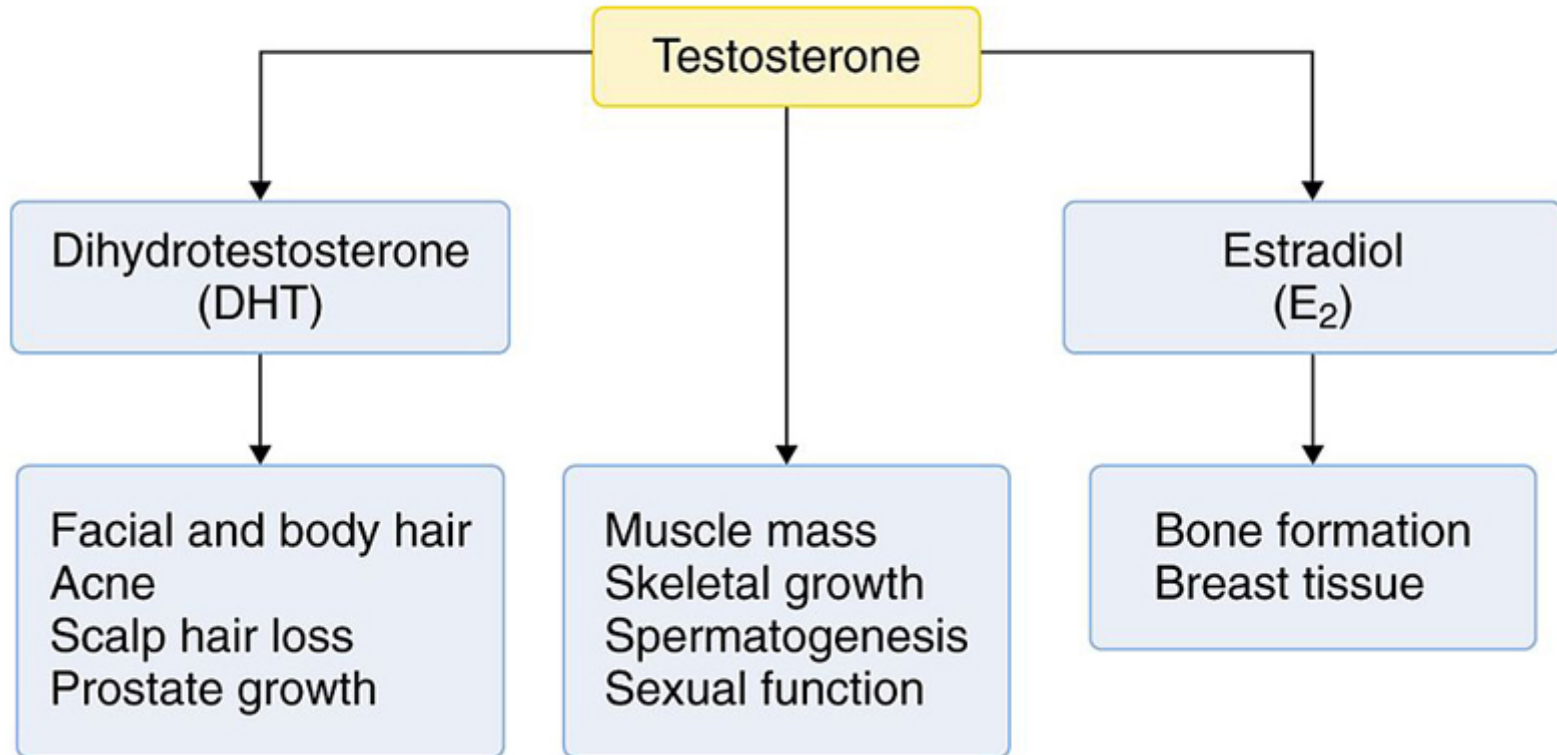 Testosterone
Dihydrotestosterone
(DHT)
Estradiol
(E₂)
Facial and body hair
Acne
Scalp hair loss
Prostate growth
Muscle mass
Skeletal growth
Spermatogenesis
Sexual function
Bone formation
Breast tissue